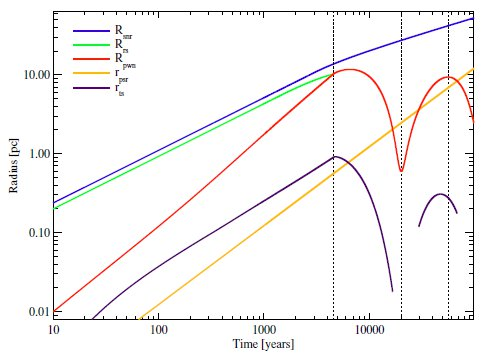 R_snr
R_rs
R_pwn
r_psr
r_ts
10.00
1.00
0.10
0.01
Radius [pc]
10
100
1000
10000
Time [years]